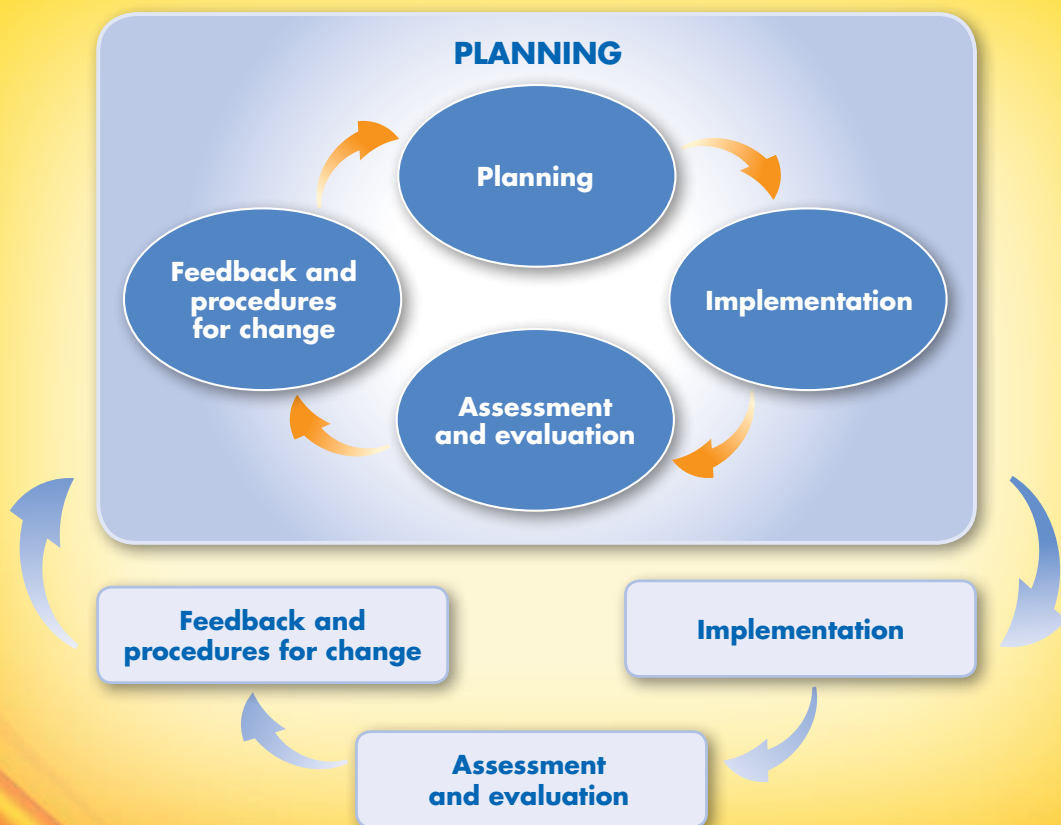 PLANNING
Planning
Feedback and
procedures
for change
Implementation
Assessment
and evaluation
Feedback and
procedures for change
Implementation
Assessment
and evaluation